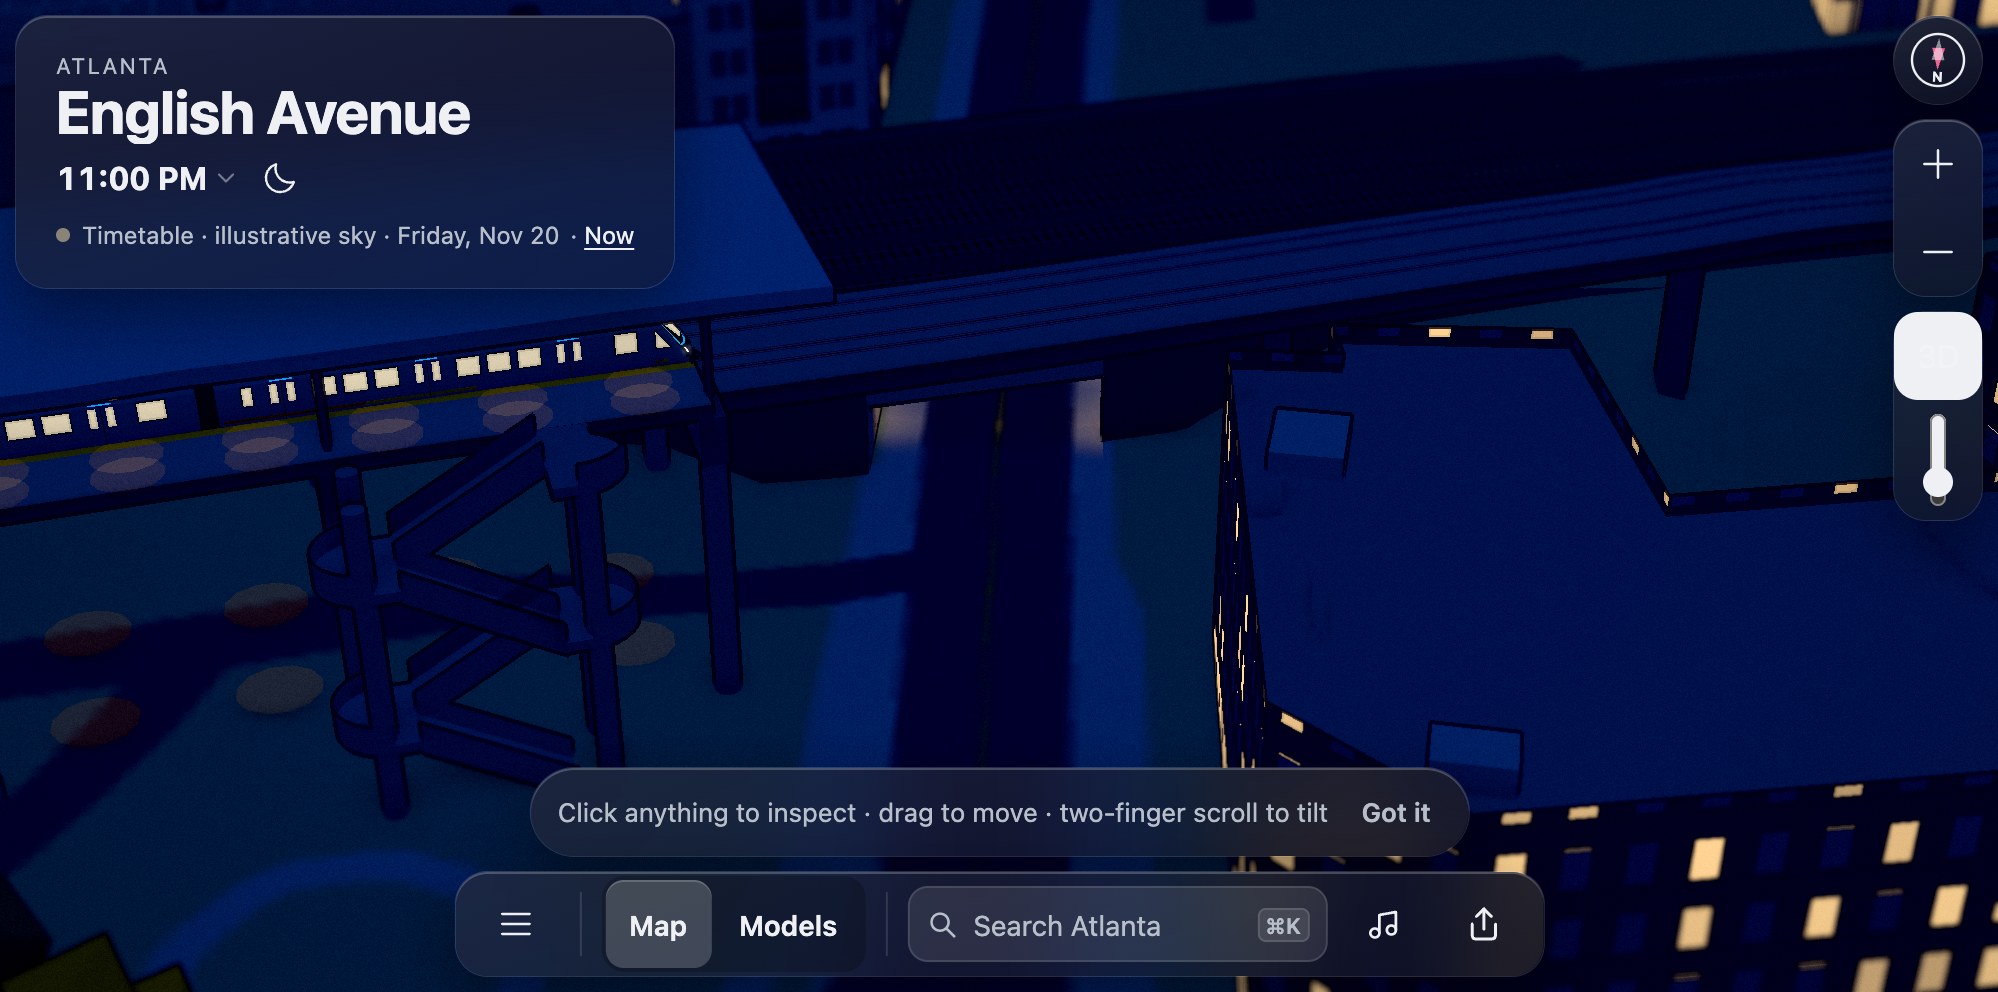 ATLANTA
English Avenue
11:00 PM
Timetable · illustrative sky · Friday, Nov 20 · Now
N
3D
Click anything to inspect · drag to move · two-finger scroll to tilt Got it
Map Models Search Atlanta ⌘K